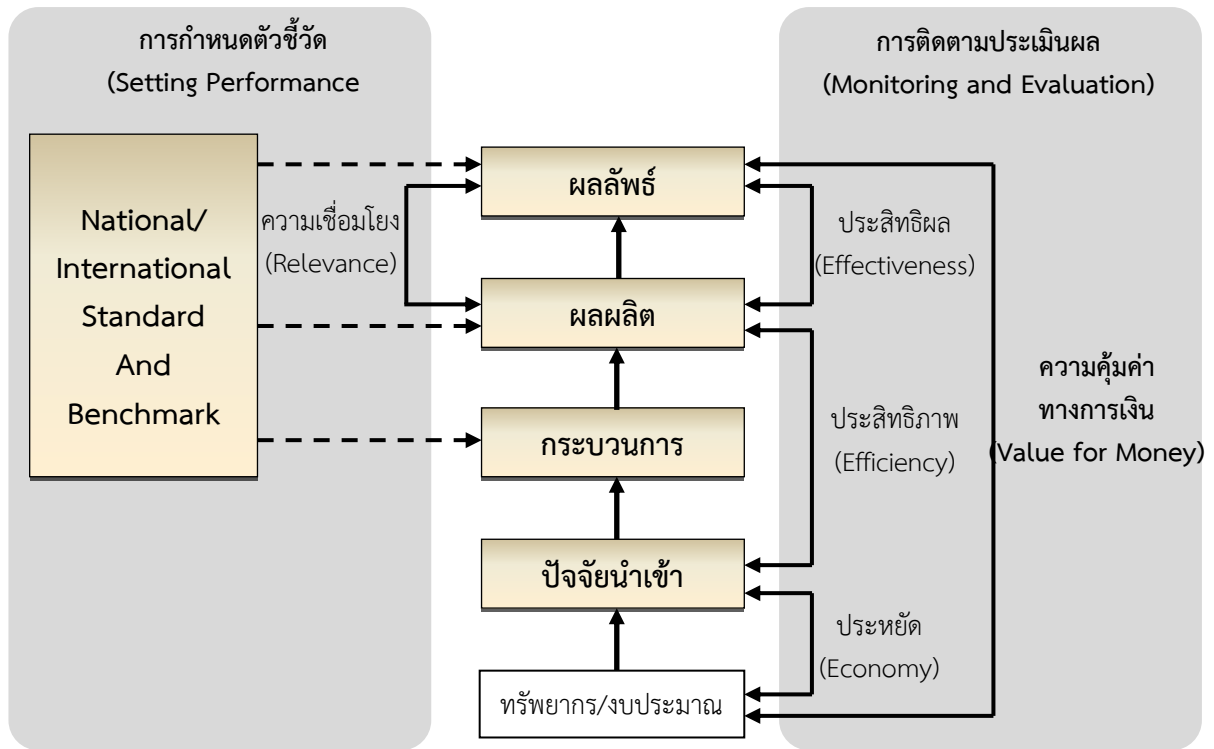 การกำหนดตัวชี้วัด
(Setting Performance
การติดตามประเมินผล
(Monitoring and Evaluation)
National/
International
Standard
And
Benchmark
ความเชื่อมโยง
(Relevance)
ผลลัพธ์
ผลผลิต
กระบวนการ
ปัจจัยนำเข้า
ทรัพยากร/งบประมาณ
ประสิทธิผล
(Effectiveness)
ประสิทธิภาพ
(Efficiency)
ประหยัด
(Economy)
ความคุ้มค่า
ทางการเงิน
(Value for Money)